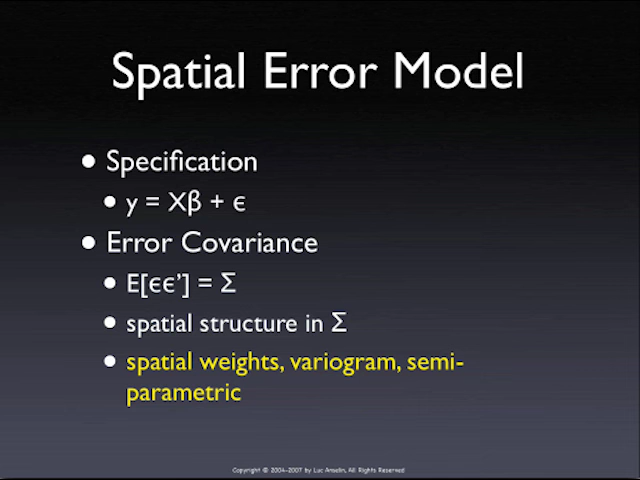 Spatial Error Model
• Specification
• y = Xβ + ϵ
• Error Covariance
• E[ϵϵ’] = Σ
• spatial structure in Σ
• spatial weights, variogram, semi-
parametric
Copyright © 2004-2007 by Luc Anselin, All Rights Reserved